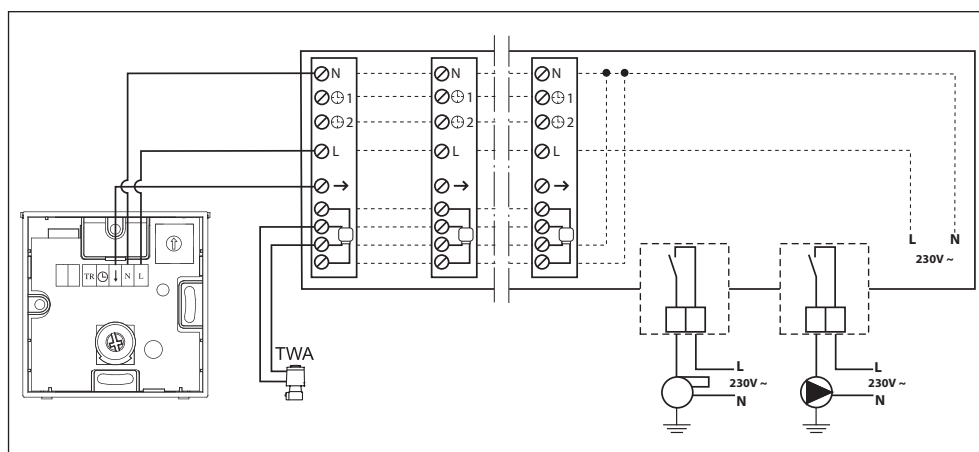 N N N
1 1 1
2 2 2
L L L
→ → →
L N
230V ~
TR ↓ N L
TWA
L L
230V ~ 230V ~
N N